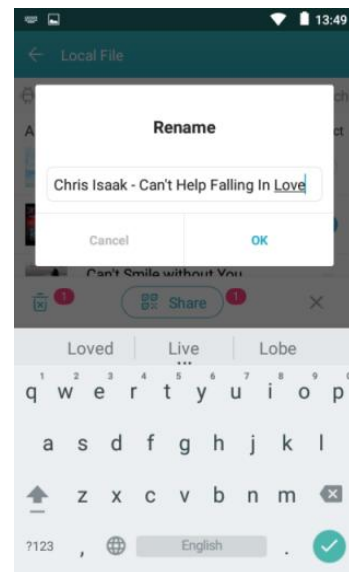 13:49
Local File
Rename
Chris Isaak - Can't Help Falling In Love
Cancel
OK
Can't Smile without You
1
Share
1
Loved
Live
Lobe
1 2 3 4 5 6 7 8 9 0
q w e r t y u i o p
a s d f g h j k l
z x c v b n m
?123 , English .